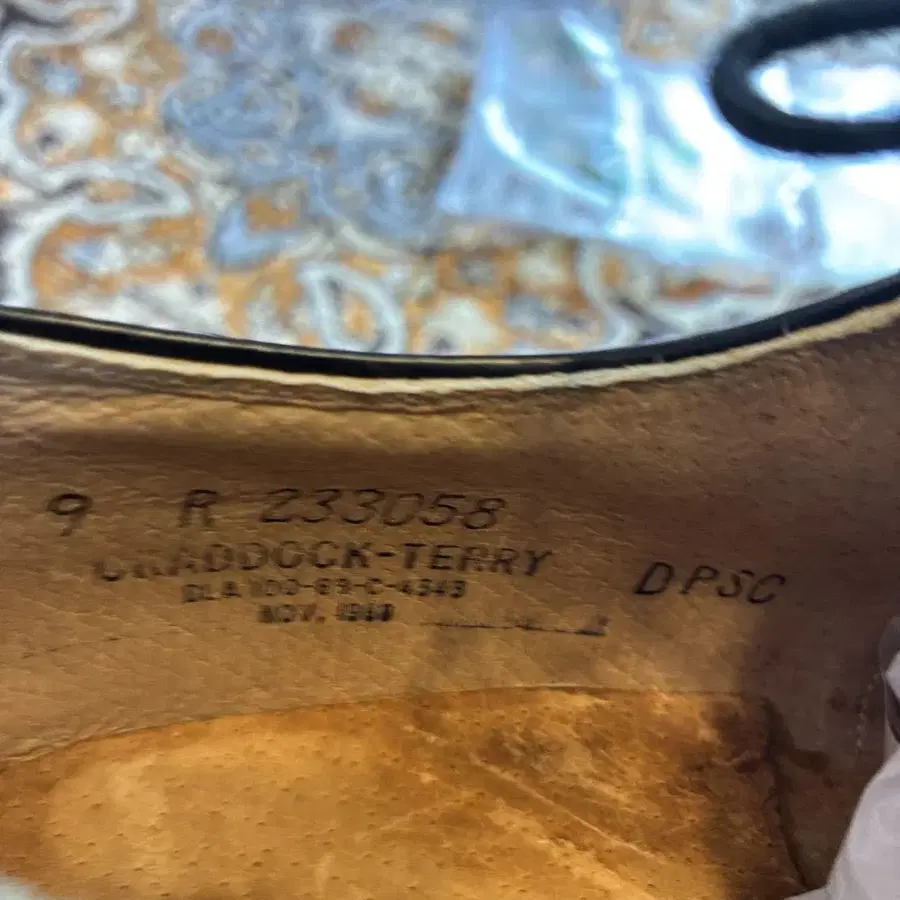 9 R 233058
CRADDOCK-TERRY
DPSC
DLA 100-69-C-4343
NOV.